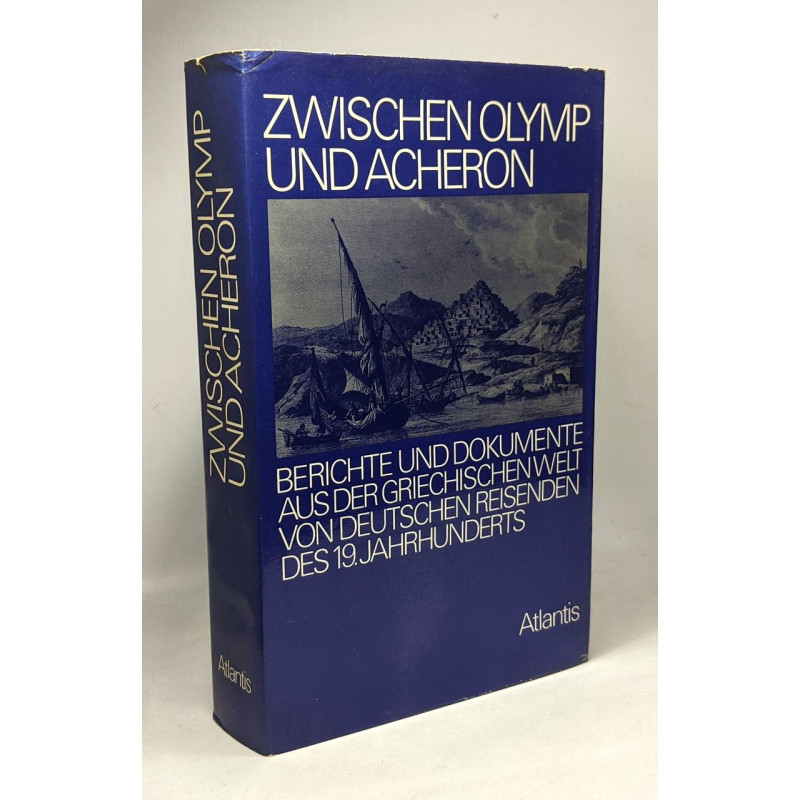 ZWISCHEN OLYMP
UND ACHERON
BERICHTE UND DOKUMENTE
AUS DER GRIECHISCHEN WELT
VON DEUTSCHEN REISENDEN
DES 19. JAHRHUNDERTS
Atlantis
ZWISCHEN OLYMP
UND ACHERON
Atlantis